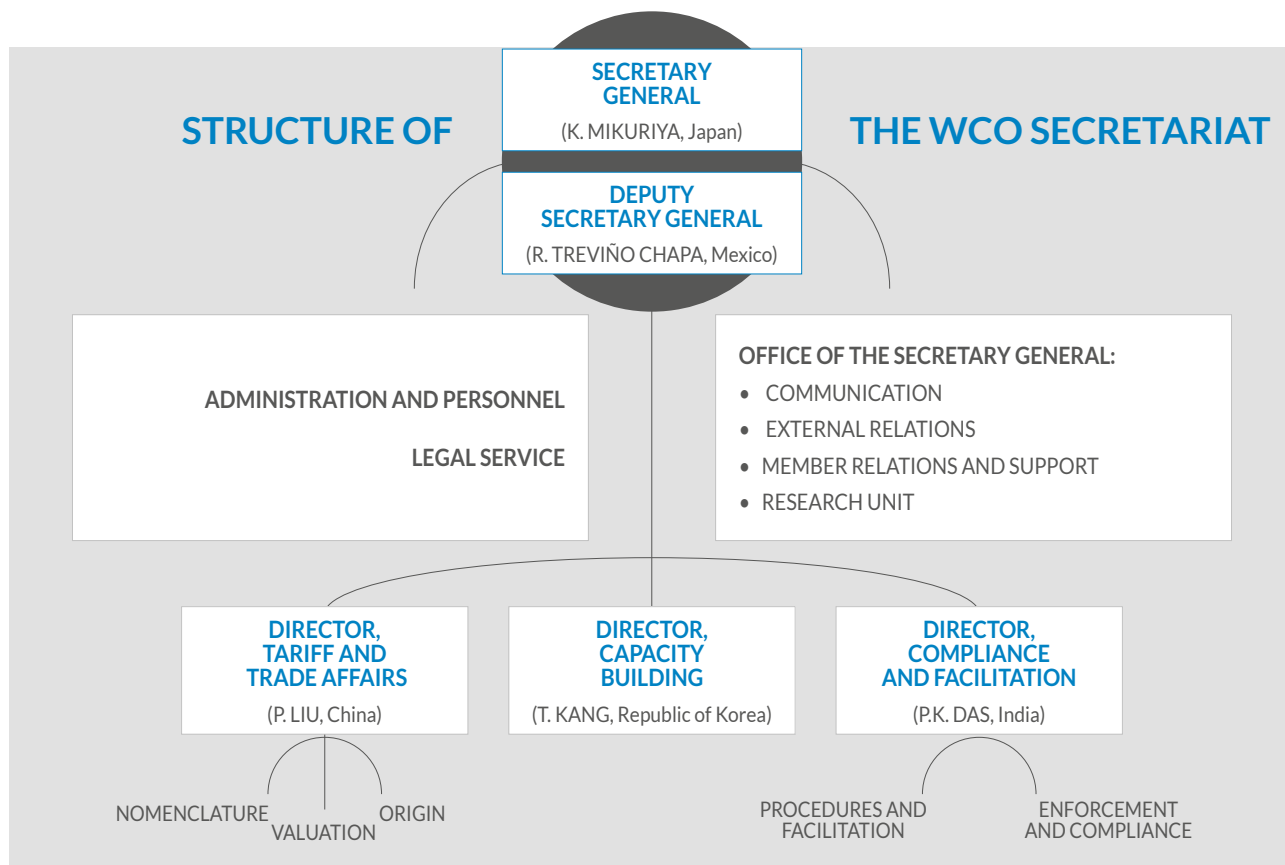 STRUCTURE OF
THE WCO SECRETARIAT
SECRETARY
GENERAL
(K. MIKURIYA, Japan)
DEPUTY
SECRETARY GENERAL
(R. TREVIÑO CHAPA, Mexico)
ADMINISTRATION AND PERSONNEL
LEGAL SERVICE
OFFICE OF THE SECRETARY GENERAL:
• COMMUNICATION
• EXTERNAL RELATIONS
• MEMBER RELATIONS AND SUPPORT
• RESEARCH UNIT
DIRECTOR,
TARIFF AND
TRADE AFFAIRS
(P. LIU, China)
NOMENCLATURE
VALUATION
ORIGIN
DIRECTOR,
CAPACITY
BUILDING
(T. KANG, Republic of Korea)
DIRECTOR,
COMPLIANCE
AND FACILITATION
(P.K. DAS, India)
PROCEDURES AND
FACILITATION
ENFORCEMENT
AND COMPLIANCE